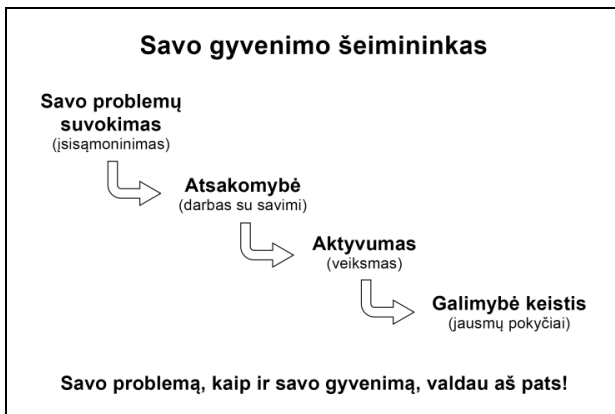 Savo gyvenimo šeimininkas
Savo problemų
suvokimas
(įsisąmoninimas)
Atsakomybė
(darbas su savimi)
Aktyvumas
(veiksmas)
Galimybė keistis
(jausmų pokyčiai)
Savo problemą, kaip ir savo gyvenimą, valdau aš pats!